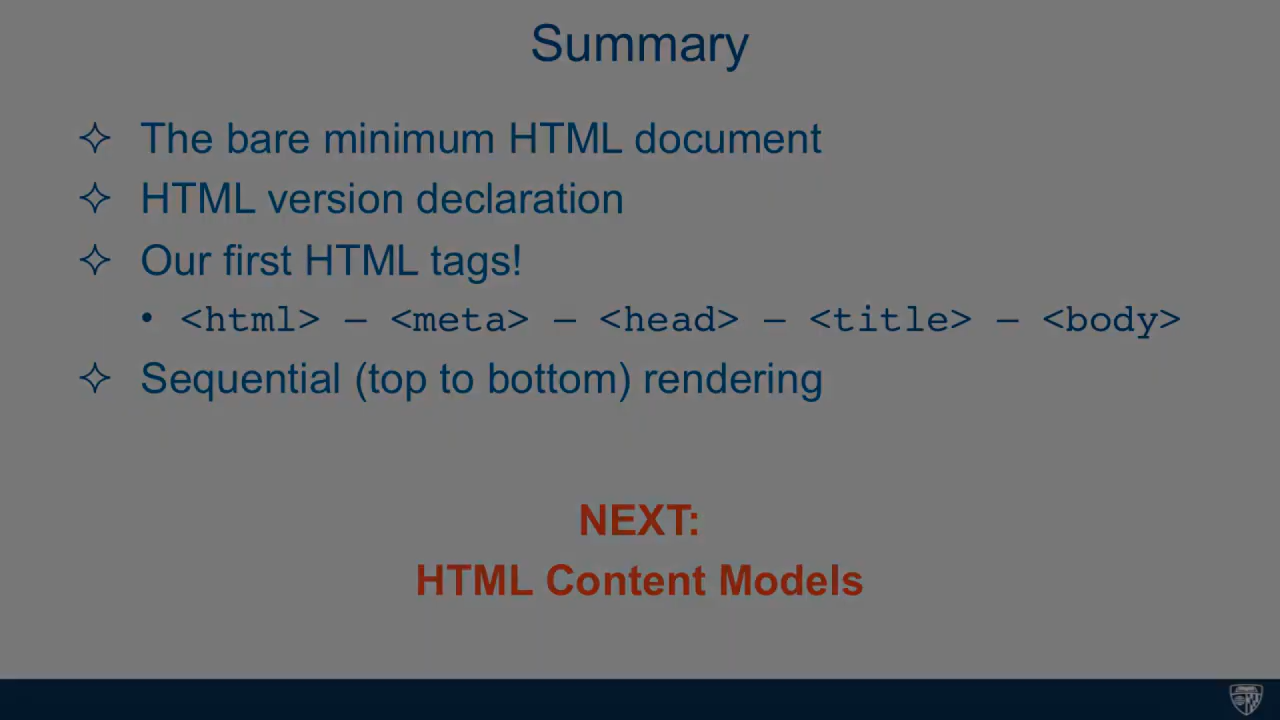 Summary
The bare minimum HTML document
HTML version declaration
Our first HTML tags!
• <html> – <meta> – <head> – <title> – <body>
Sequential (top to bottom) rendering
NEXT:
HTML Content Models